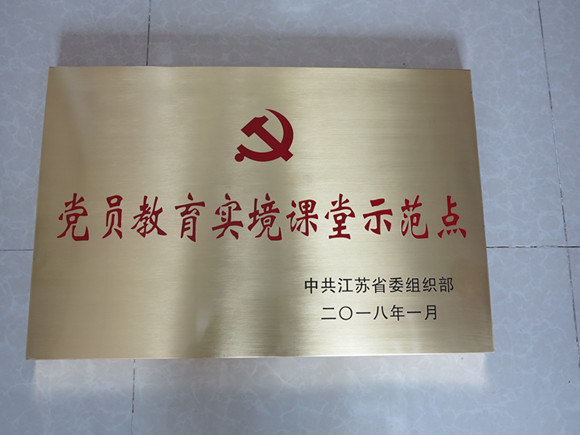 党员教育实境课堂示范点
中共江苏省委组织部
二〇一八年一月